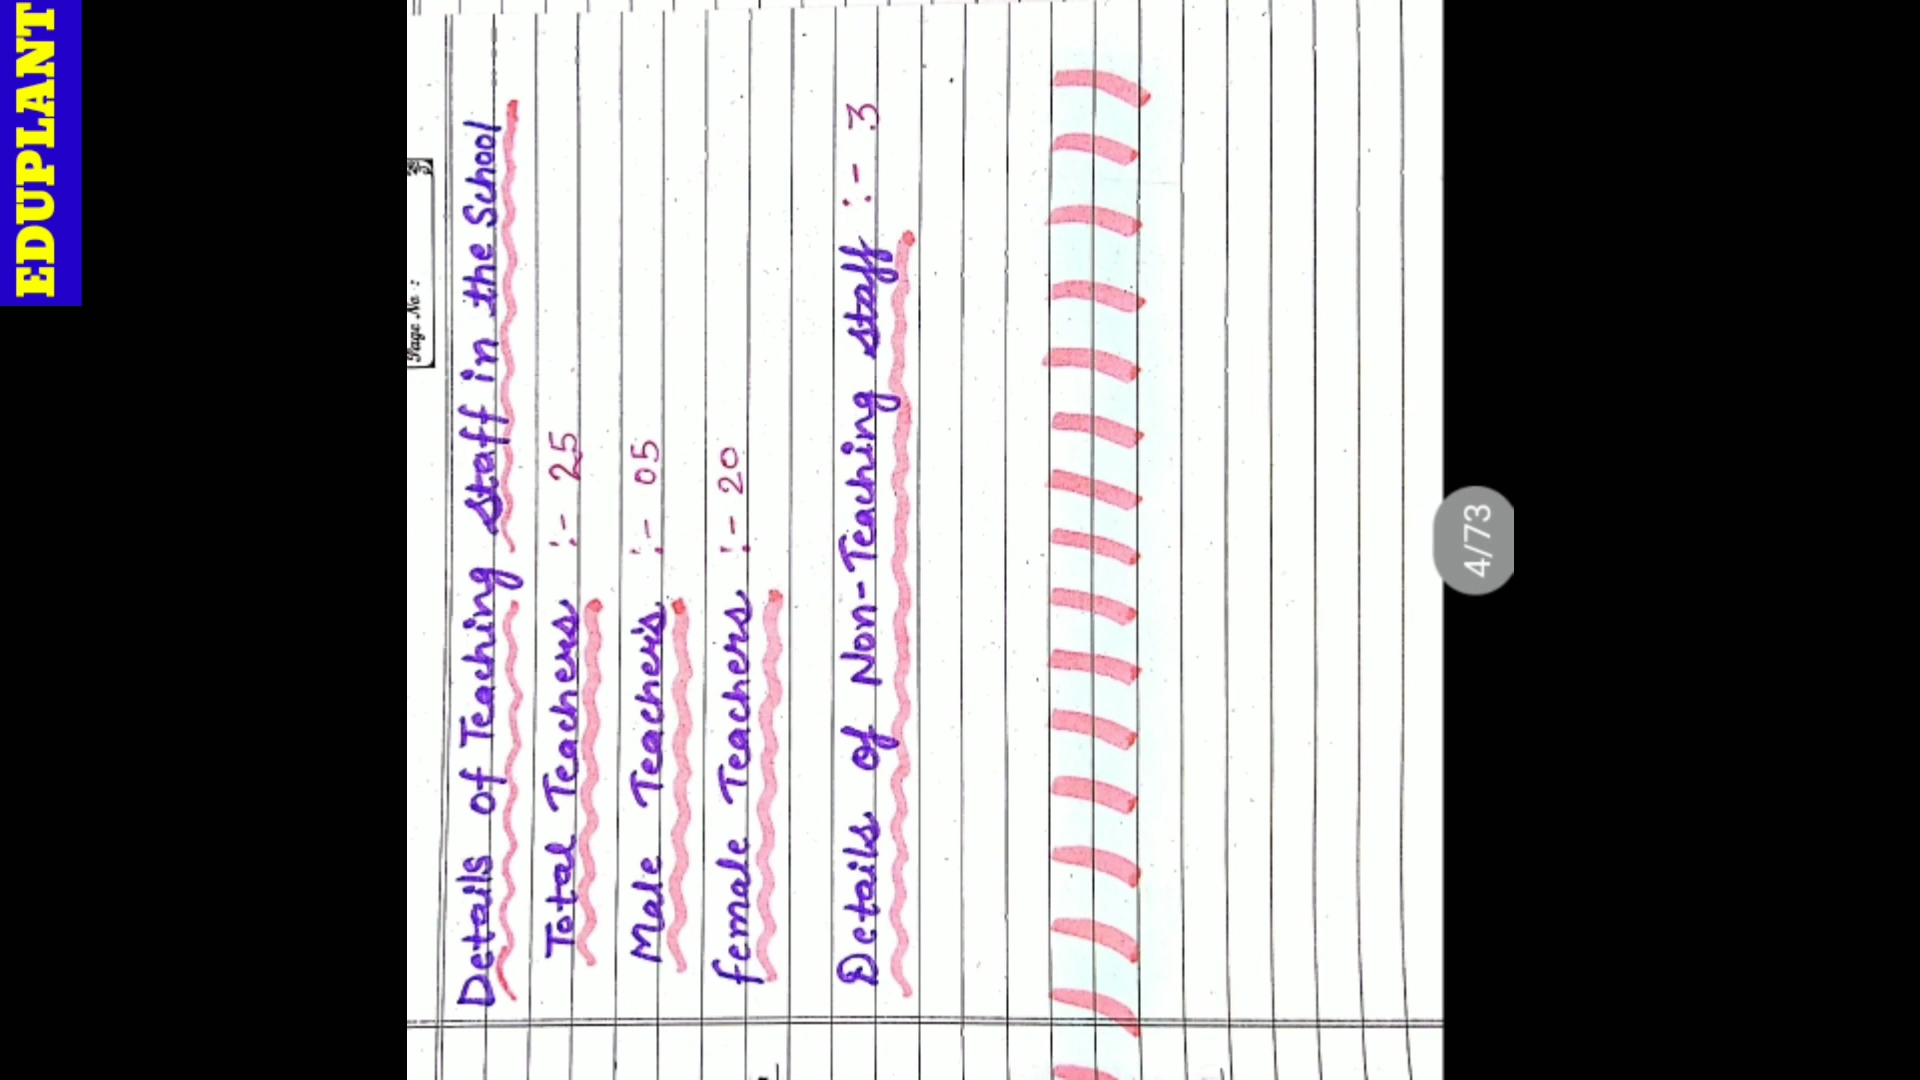 EDUPLANT
Page No :
Details of Teaching Staff in the School
Total Teachers :- 25
Male Teachers :- 05
female Teachers :- 20
Details of Non-Teaching staff :- 3
4/73